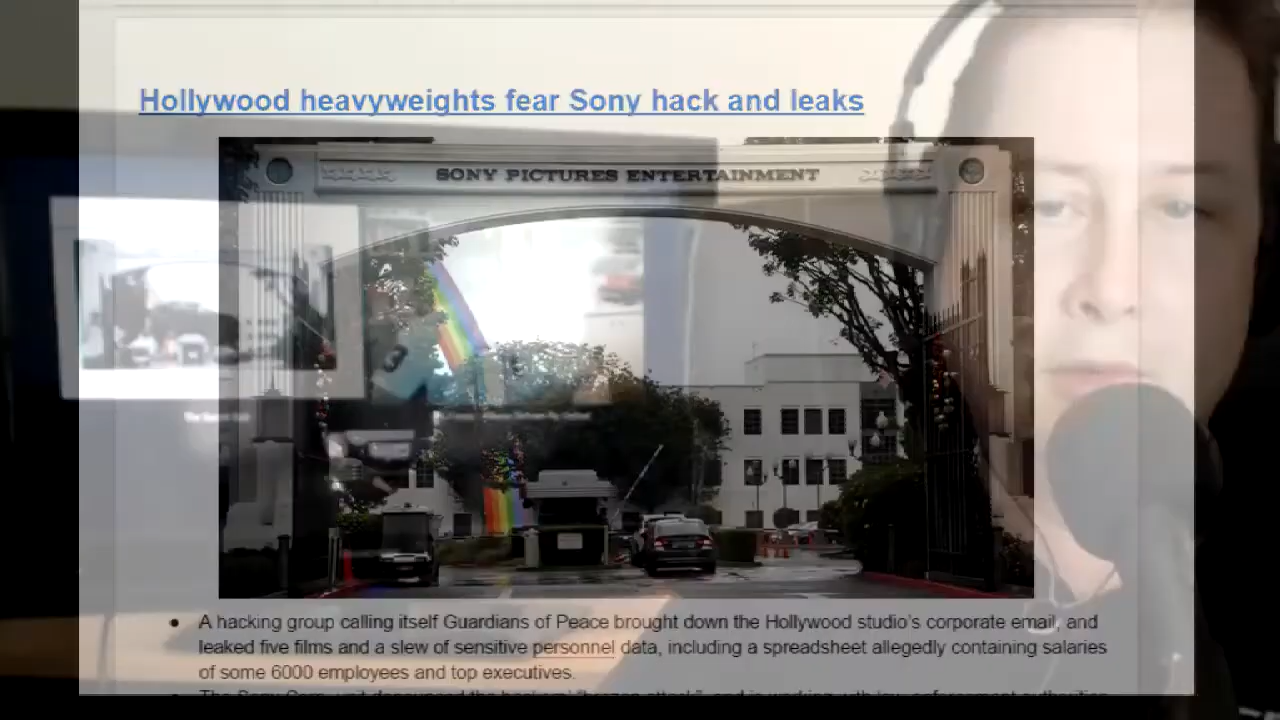 Hollywood heavyweights fear Sony hack and leaks
SONY PICTURES ENTERTAINMENT
• A hacking group calling itself Guardians of Peace brought down the Hollywood studio's corporate email, and
leaked five films and a slew of sensitive personnel data, including a spreadsheet allegedly containing salaries
of some 6000 employees and top executives.